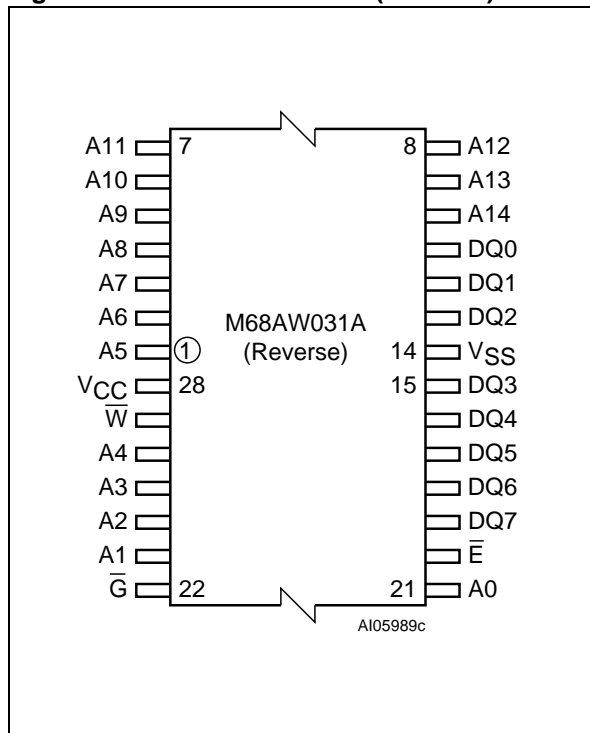 A11 7 8 A12
A10 A13
A9 A14
A8 DQ0
A7 DQ1
A6 DQ2
M68AW031A
A5 1 (Reverse) 14 VSS
VCC 28 15 DQ3
W̅ DQ4
A4 DQ5
A3 DQ6
A2 DQ7
A1 E̅
G̅ 22 21 A0
AI05989c